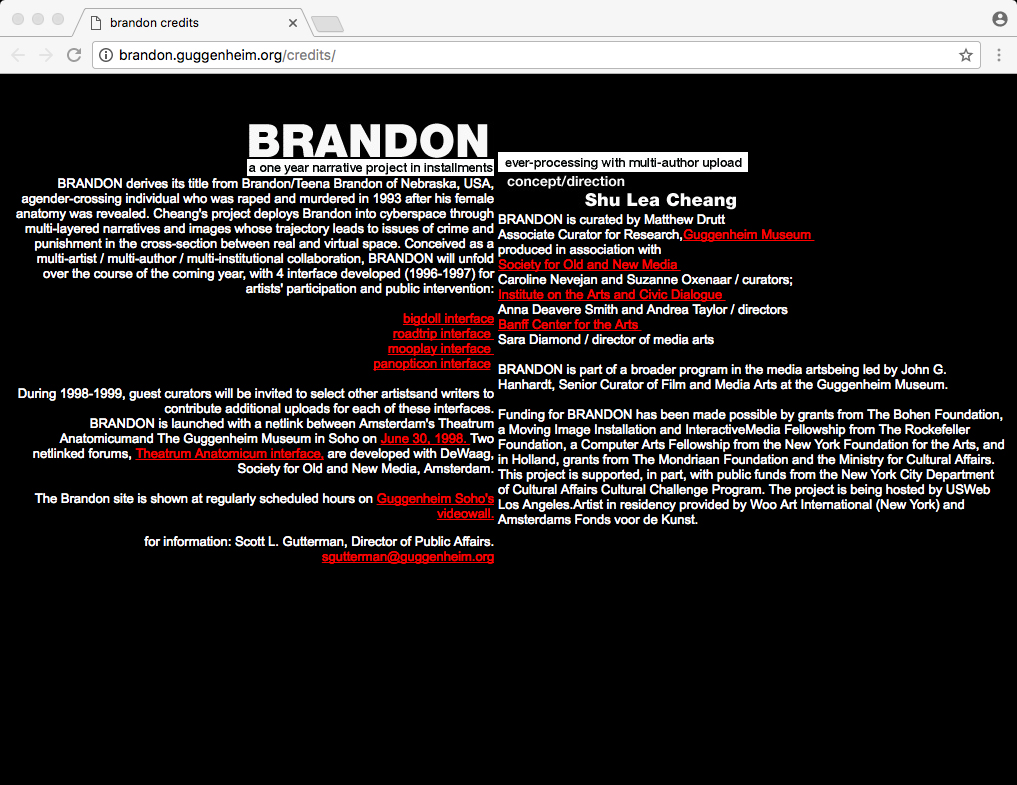 brandon credits
brandon.guggenheim.org/credits/
BRANDON
a one year narrative project in installments
BRANDON derives its title from Brandon/Teena Brandon of Nebraska, USA,
agender-crossing individual who was raped and murdered in 1993 after his female
anatomy was revealed. Cheang's project deploys Brandon into cyberspace through
multi-layered narratives and images whose trajectory leads to issues of crime and
punishment in the cross-section between real and virtual space. Conceived as a
multi-artist / multi-author / multi-institutional collaboration, BRANDON will unfold
over the course of the coming year, with 4 interface developed (1996-1997) for
artists' participation and public intervention:
bigdoll interface
roadtrip interface
mooplay interface
panopticon interface
During 1998-1999, guest curators will be invited to select other artistsand writers to
contribute additional uploads for each of these interfaces.
BRANDON is launched with a netlink between Amsterdam's Theatrum
Anatomicumand The Guggenheim Museum in Soho on June 30, 1998. Two
netlinked forums, Theatrum Anatomicum interface, are developed with DeWaag,
Society for Old and New Media, Amsterdam.
The Brandon site is shown at regularly scheduled hours on Guggenheim Soho's
videowall.
for information: Scott L. Gutterman, Director of Public Affairs.
sgutterman@guggenheim.org
ever-processing with multi-author upload
concept/direction
Shu Lea Cheang
BRANDON is curated by Matthew Drutt
Associate Curator for Research,Guggenheim Museum
produced in association with
Society for Old and New Media
Caroline Nevejan and Suzanne Oxenaar / curators;
Institute on the Arts and Civic Dialogue
Anna Deavere Smith and Andrea Taylor / directors
Banff Center for the Arts
Sara Diamond / director of media arts
BRANDON is part of a broader program in the media artsbeing led by John G.
Hanhardt, Senior Curator of Film and Media Arts at the Guggenheim Museum.
Funding for BRANDON has been made possible by grants from The Bohen Foundation,
a Moving Image Installation and InteractiveMedia Fellowship from The Rockefeller
Foundation, a Computer Arts Fellowship from the New York Foundation for the Arts, and
in Holland, grants from The Mondriaan Foundation and the Ministry for Cultural Affairs.
This project is supported, in part, with public funds from the New York City Department
of Cultural Affairs Cultural Challenge Program. The project is being hosted by USWeb
Los Angeles.Artist in residency provided by Woo Art International (New York) and
Amsterdams Fonds voor de Kunst.